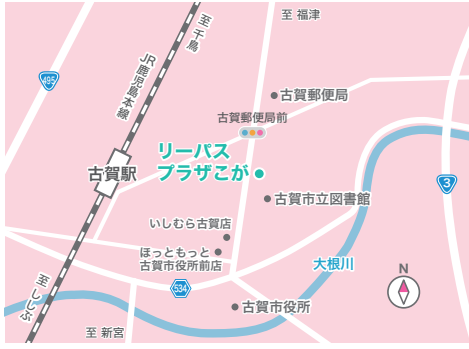 至 福津
至 千鳥
495
JR鹿児島本線
古賀郵便局
古賀郵便局前
リーパス
プラザこが
古賀駅
3
古賀市立図書館
いしむら古賀店
ほっともっと
古賀市役所前店
大根川
N
534
至 ししぶ
古賀市役所
至 新宮